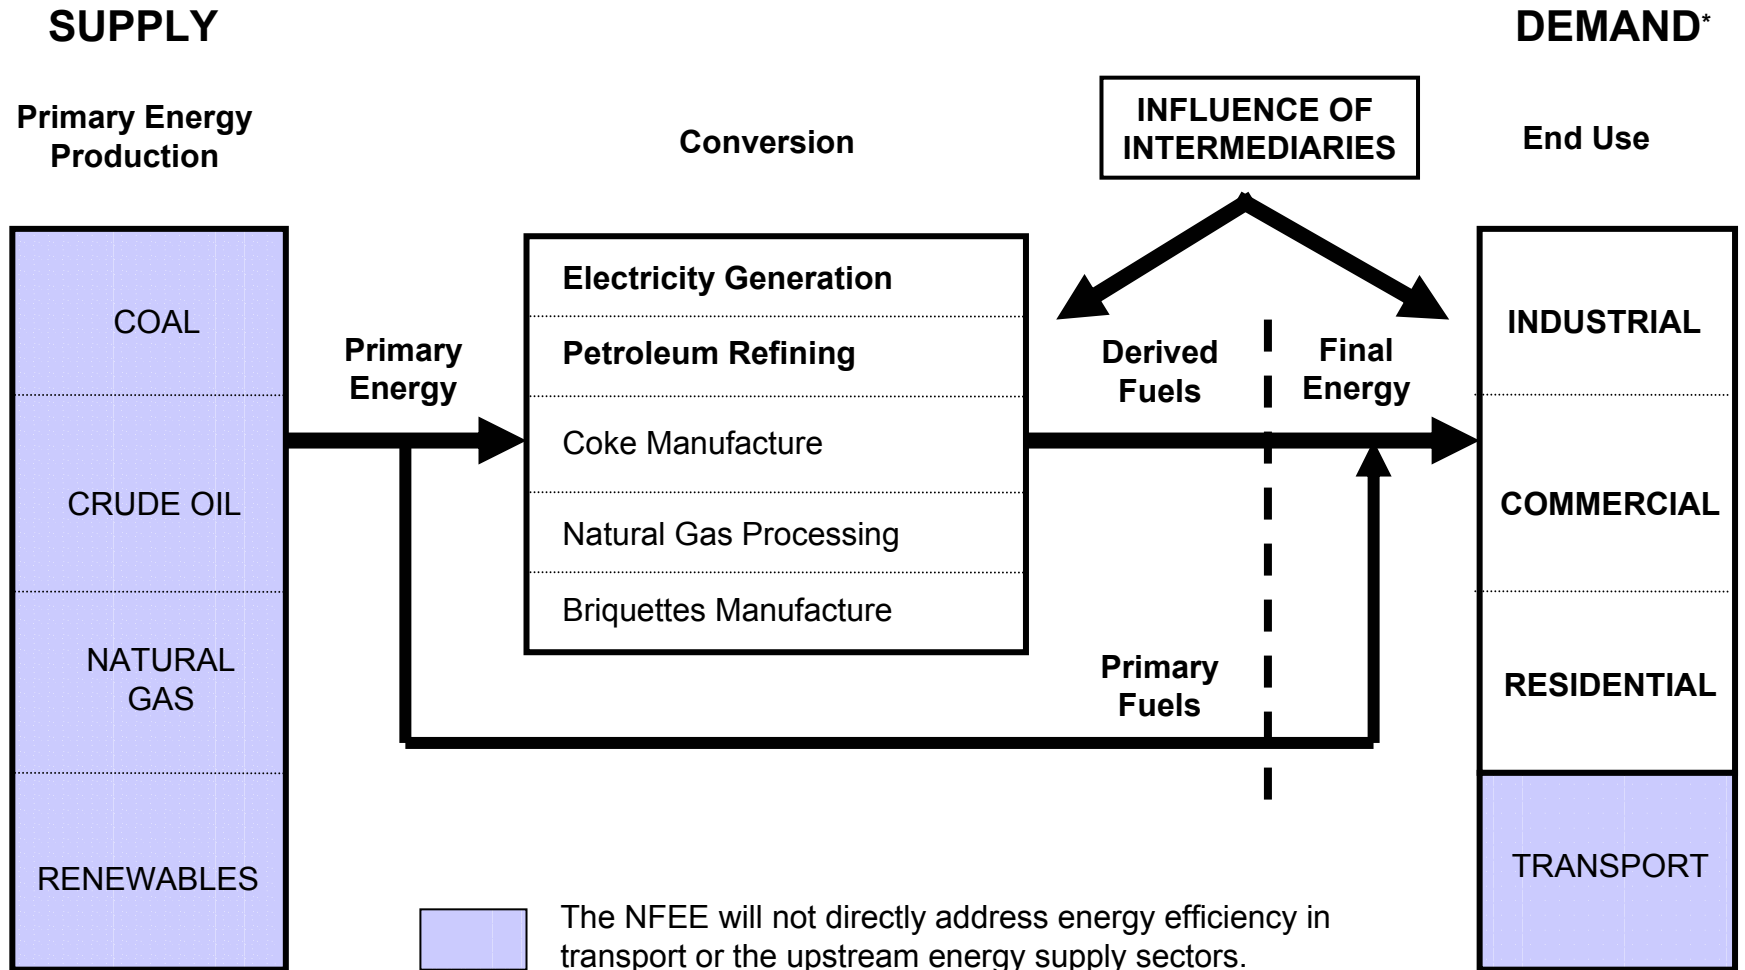 SUPPLY
DEMAND*
Primary Energy
Production
Conversion
INFLUENCE OF
INTERMEDIARIES
End Use
COAL
CRUDE OIL
NATURAL
GAS
RENEWABLES
Primary
Energy
Electricity Generation
Petroleum Refining
Coke Manufacture
Natural Gas Processing
Briquettes Manufacture
Derived
Fuels
Final
Energy
Primary
Fuels
INDUSTRIAL
COMMERCIAL
RESIDENTIAL
TRANSPORT
The NFEE will not directly address energy efficiency in
transport or the upstream energy supply sectors.